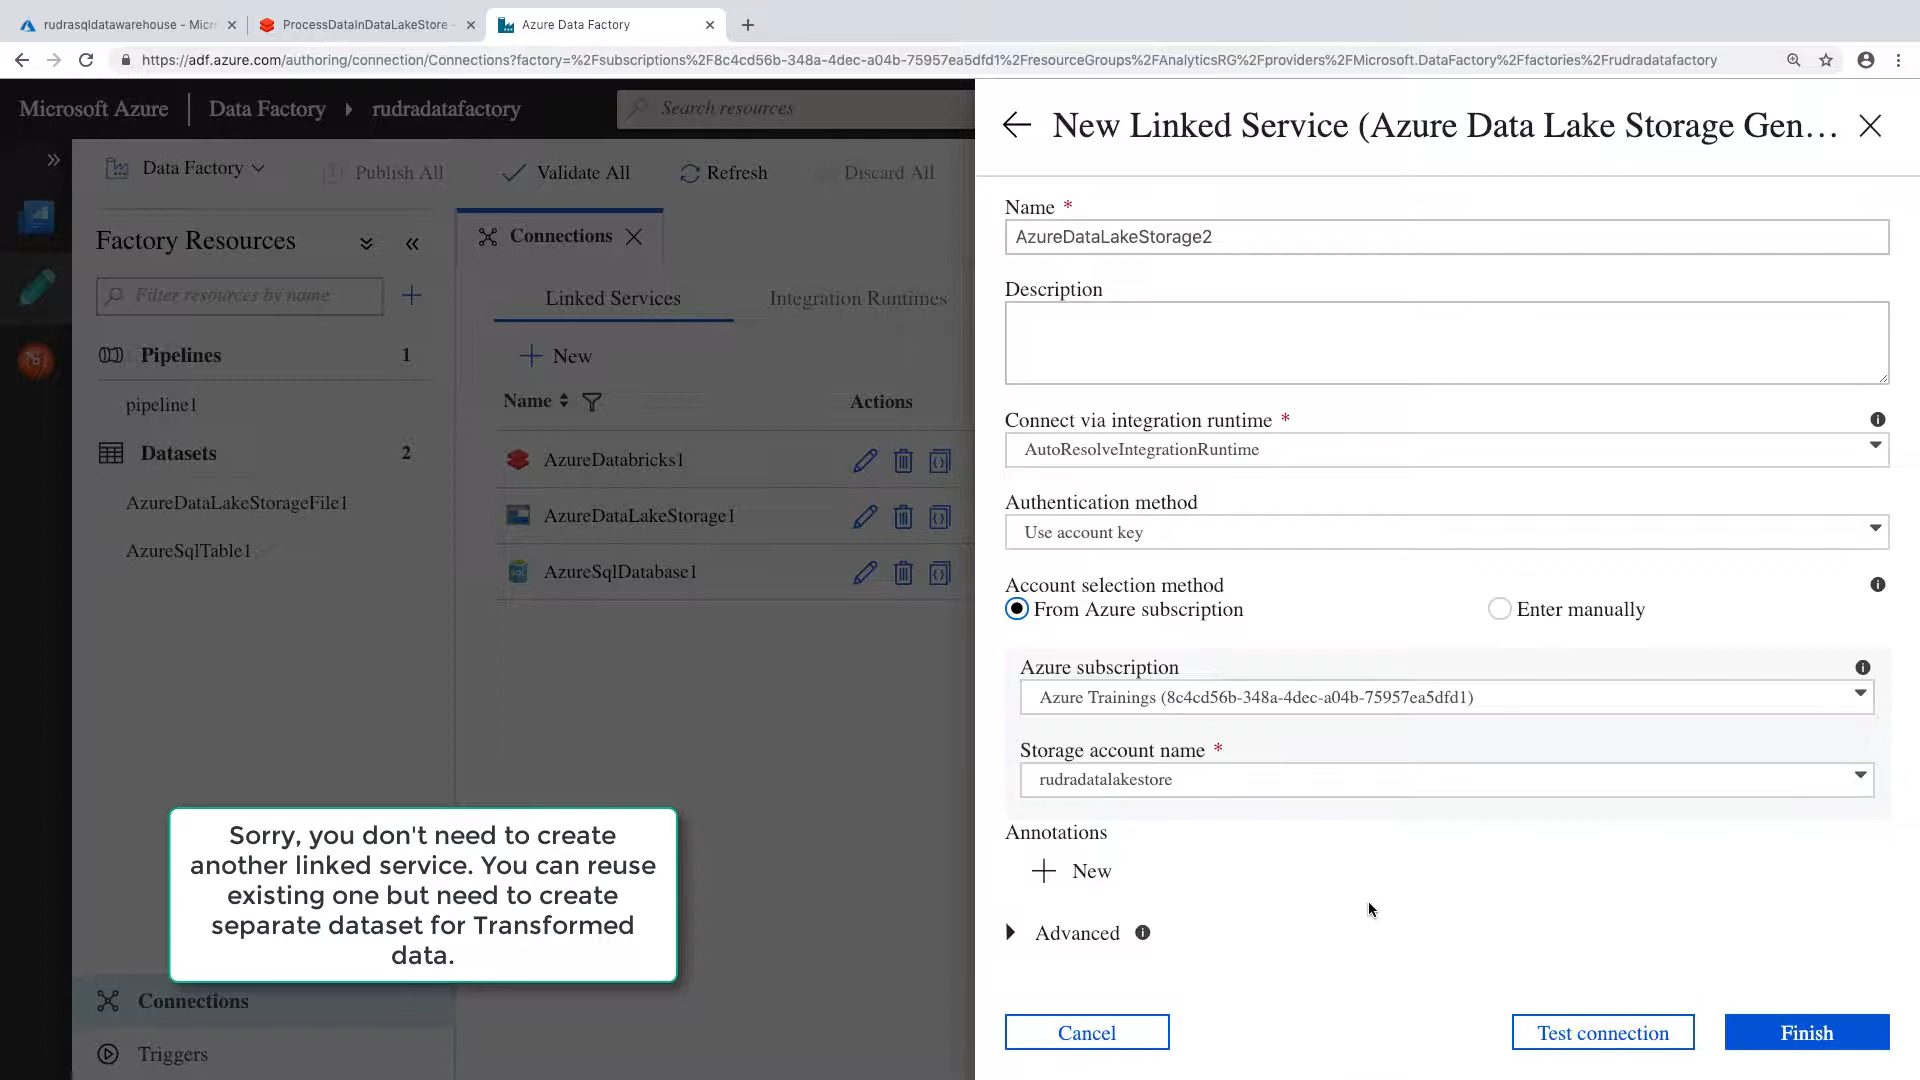 rudrasqldatawarehouse - Micr
ProcessDataInDataLakeStore -
Azure Data Factory
https://adf.azure.com/authoring/connection/Connections?factory=%2Fsubscriptions%2F8c4cd56b-348a-4dec-a04b-75957ea5dfd1%2FresourceGroups%2FAnalyticsRG%2Fproviders%2FMicrosoft.DataFactory%2Ffactories%2Frudradatafactory
Microsoft Azure
Data Factory
rudradatafactory
Search resources
Data Factory
Publish All
Validate All
Refresh
Discard All
Factory Resources
Filter resources by name
Pipelines 1
pipeline1
Datasets 2
AzureDataLakeStorageFile1
AzureSqlTable1
Connections
Triggers
Connections
Linked Services
Integration Runtimes
New
Name
Actions
AzureDatabricks1
AzureDataLakeStorage1
AzureSqlDatabase1
Sorry, you don't need to create
another linked service. You can reuse
existing one but need to create
separate dataset for Transformed
data.
New Linked Service (Azure Data Lake Storage Gen...
Name *
AzureDataLakeStorage2
Description
Connect via integration runtime *
AutoResolveIntegrationRuntime
Authentication method
Use account key
Account selection method
From Azure subscription
Enter manually
Azure subscription
Azure Trainings (8c4cd56b-348a-4dec-a04b-75957ea5dfd1)
Storage account name *
rudradatalakestore
Annotations
New
Advanced
Cancel
Test connection
Finish